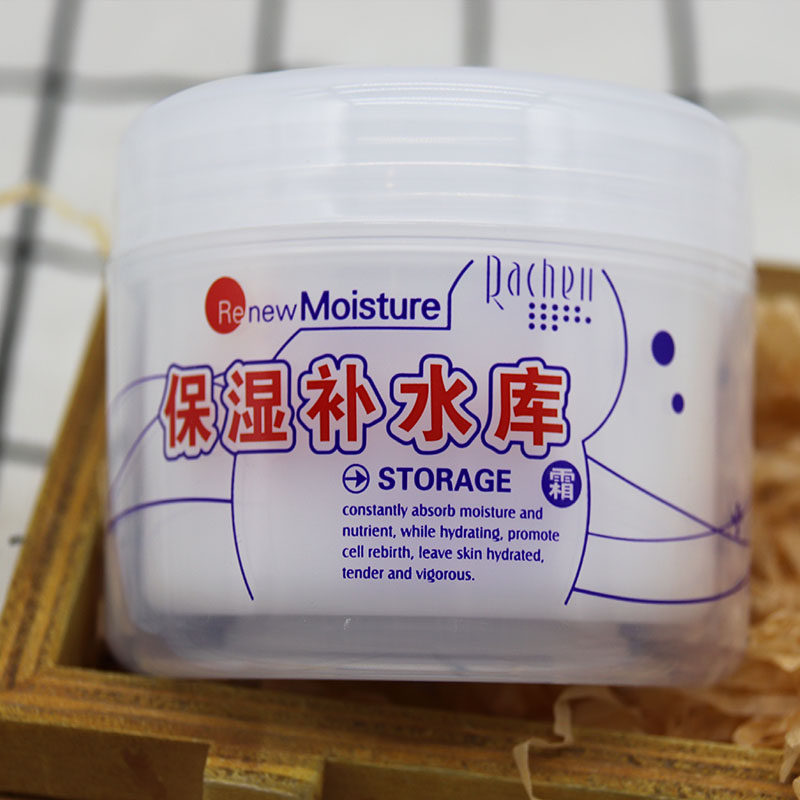 Rachell
RenewMoisture
保湿补水库
STORAGE 霜
constantly absorb moisture and
nutrient, while hydrating, promote
cell rebirth, leave skin hydrated,
tender and vigorous.